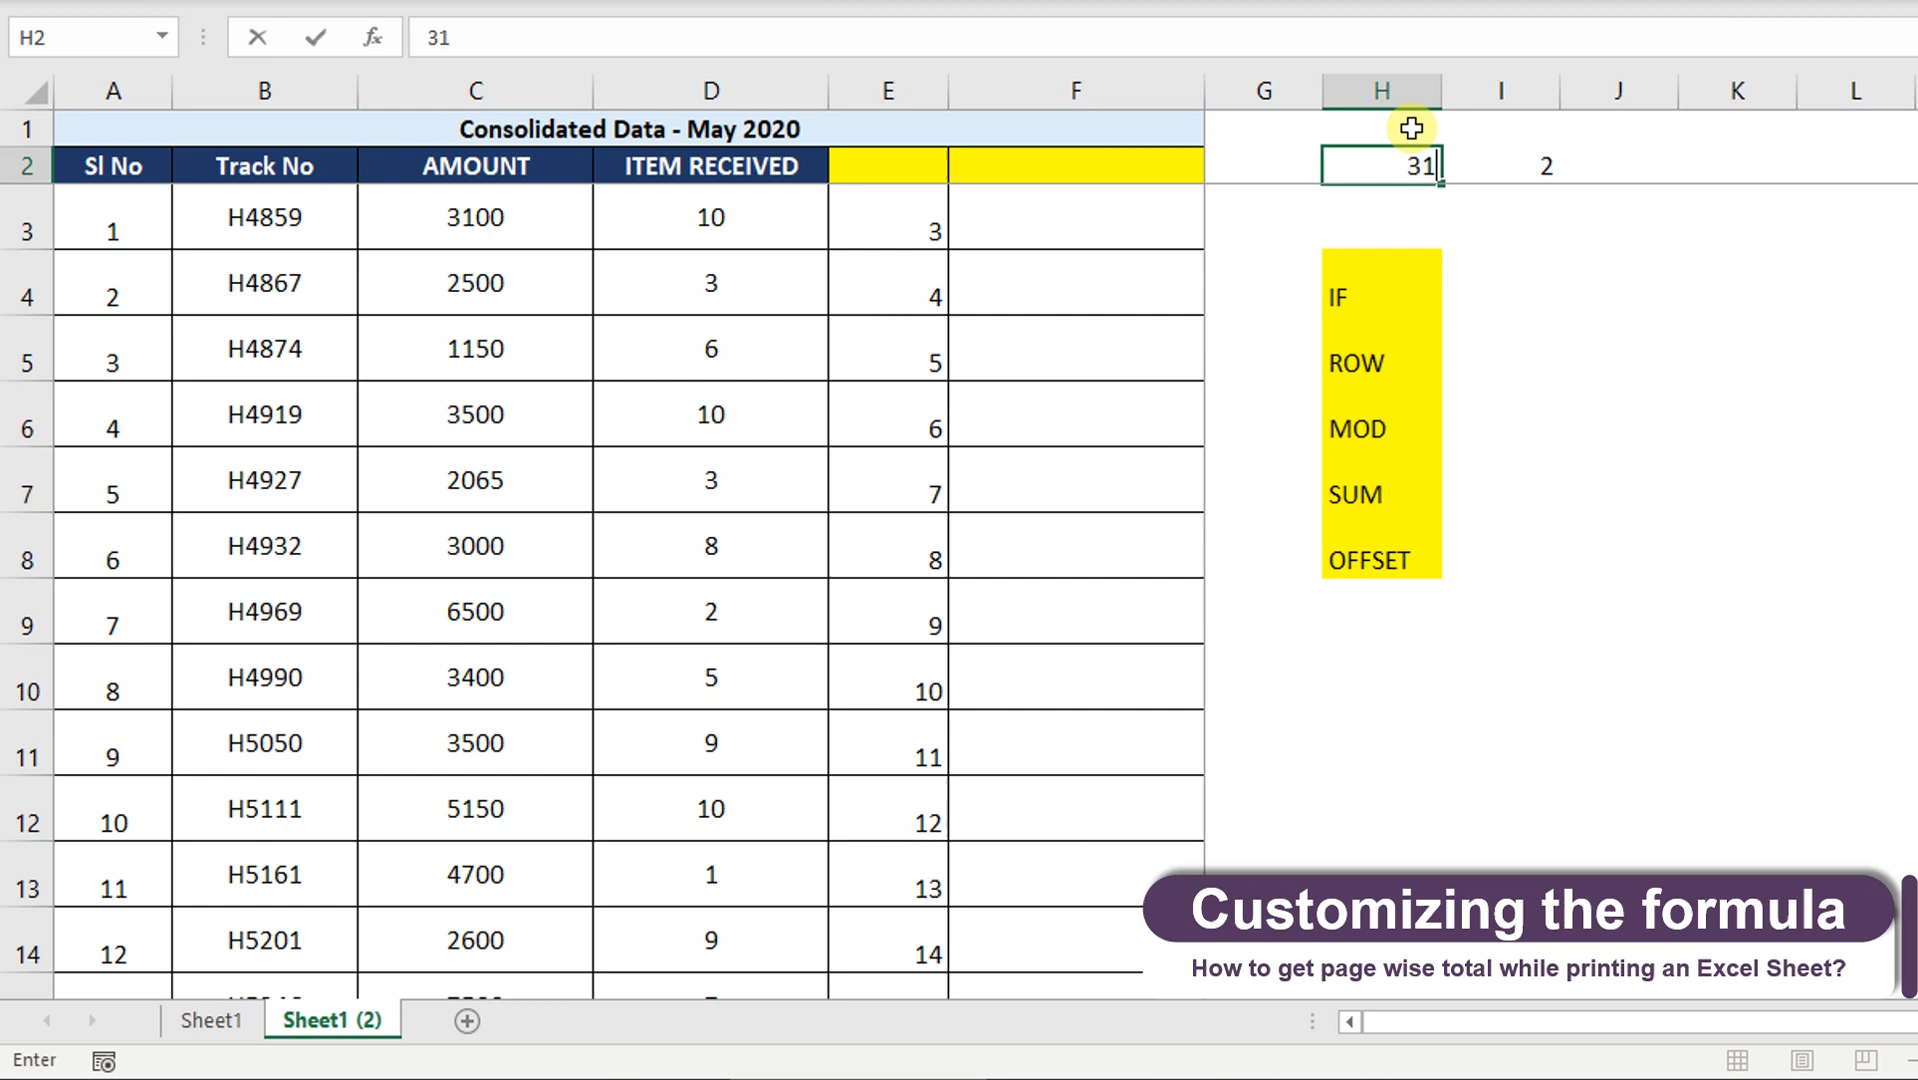 H2 fx 31
A B C D E F G H I J K L
1 Consolidated Data - May 2020
2 Sl No Track No AMOUNT ITEM RECEIVED 31 2
3 1 H4859 3100 10 3
4 2 H4867 2500 3 4 IF
5 3 H4874 1150 6 5 ROW
6 4 H4919 3500 10 6 MOD
7 5 H4927 2065 3 7 SUM
8 6 H4932 3000 8 8 OFFSET
9 7 H4969 6500 2 9
10 8 H4990 3400 5 10
11 9 H5050 3500 9 11
12 10 H5111 5150 10 12
13 11 H5161 4700 1 13
14 12 H5201 2600 9 14
Customizing the formula
How to get page wise total while printing an Excel Sheet?
Sheet1 Sheet1 (2)
Enter